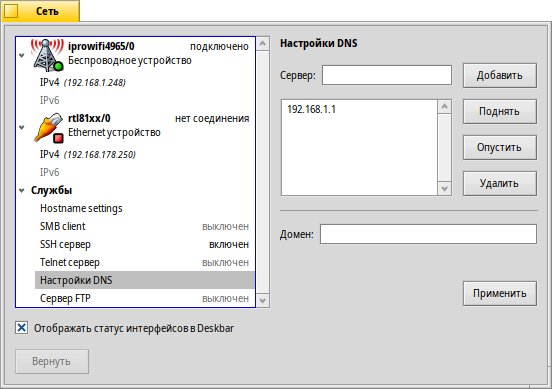 Сеть
iprowifi4965/0 подключено
Беспроводное устройство
IPv4 (192.168.1.248)
IPv6
rtl81xx/0 нет соединения
Ethernet устройство
IPv4 (192.168.178.250)
IPv6
Службы
Hostname settings
SMB client выключен
SSH сервер включен
Telnet сервер выключен
Настройки DNS
Сервер FTP выключен
Настройки DNS
Сервер:
Добавить
192.168.1.1
Поднять
Опустить
Удалить
Домен:
Применить
Отображать статус интерфейсов в Deskbar
Вернуть